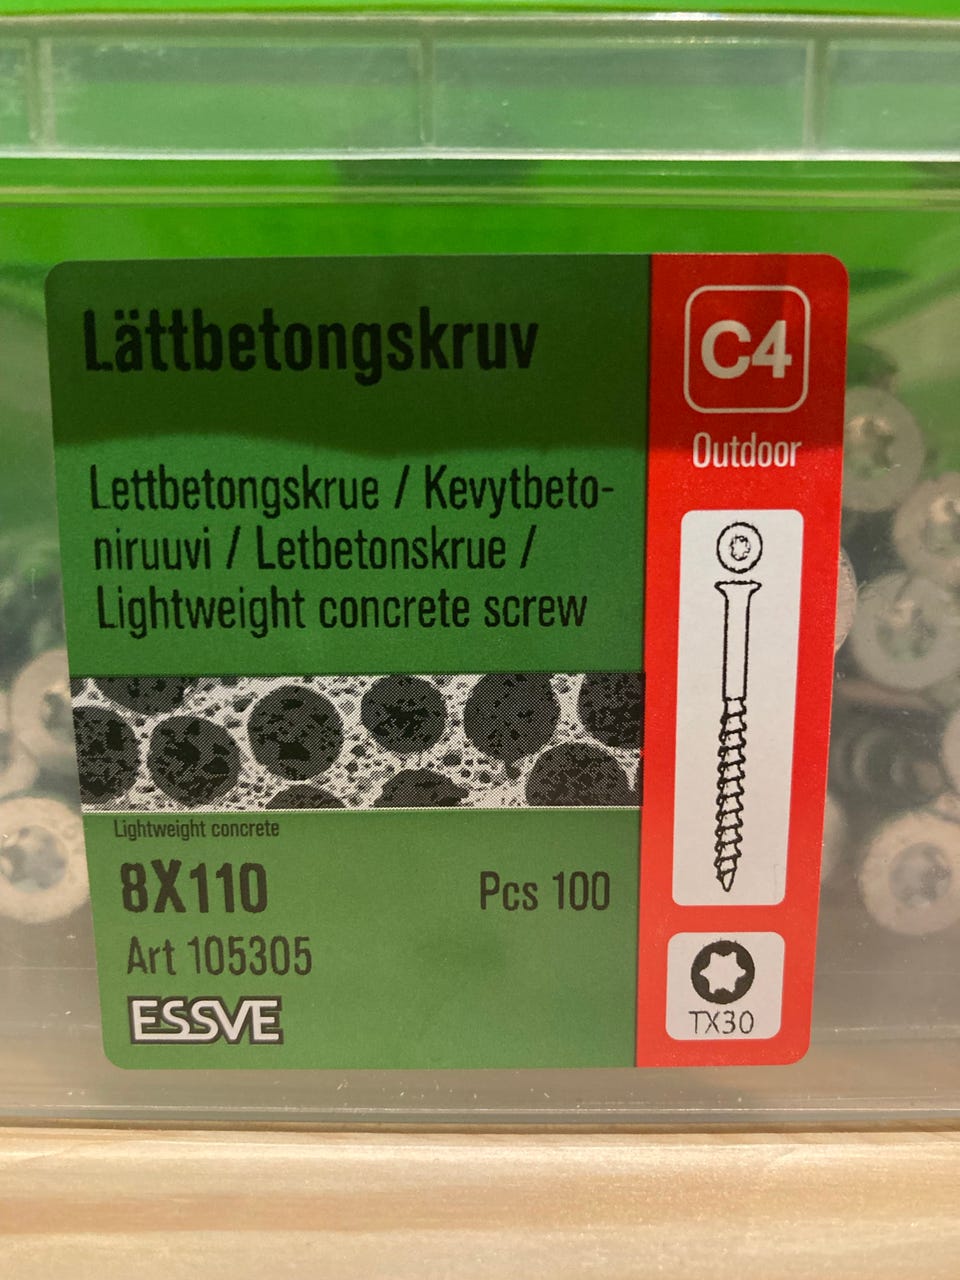 Lättbetongskruv
C4
Outdoor
Lettbetongskrue / Kevytbeto-
niruuvi / Letbetonskrue /
Lightweight concrete screw
Lightweight concrete
8X110
Pcs 100
Art 105305
ESSVE
TX30